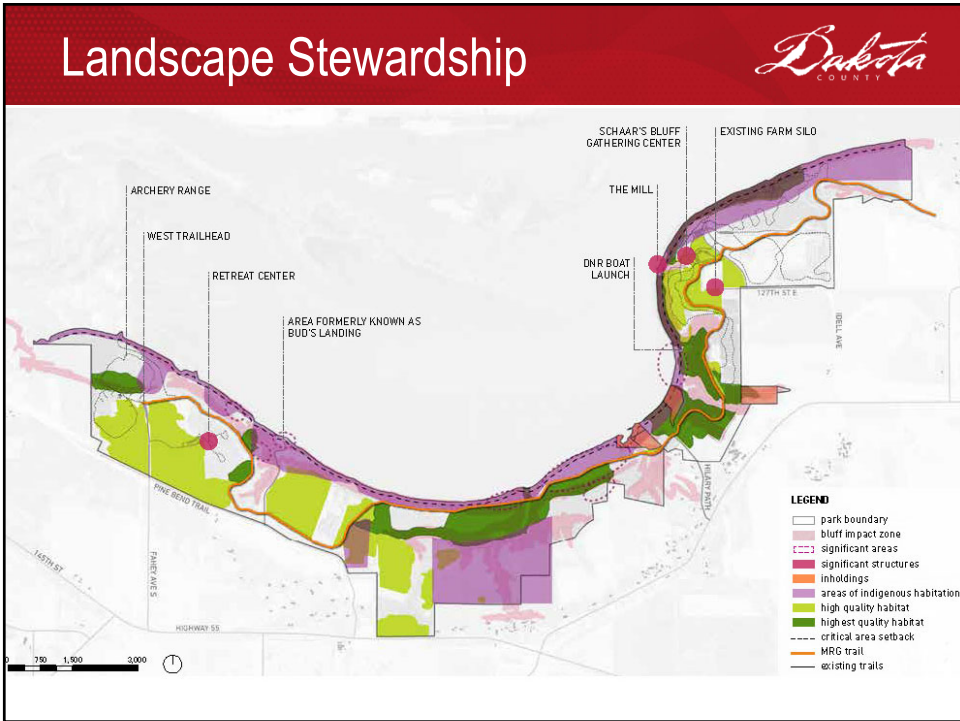 Landscape Stewardship
Dakota
COUNTY
SCHAAR'S BLUFF
GATHERING CENTER
EXISTING FARM SILO
ARCHERY RANGE
THE MILL
WEST TRAILHEAD
DNR BOAT
LAUNCH
RETREAT CENTER
127TH ST E
AREA FORMERLY KNOWN AS
BUD'S LANDING
IDELL AVE
PINE BEND TRAIL
HILARY PATH
145TH ST
FAHEY AVE S
HIGHWAY 55
LEGEND
park boundary
bluff impact zone
significant areas
significant structures
inholdings
areas of indigenous habitation
high quality habitat
highest quality habitat
critical area setback
MRG trail
existing trails
0 750 1,500 3,000